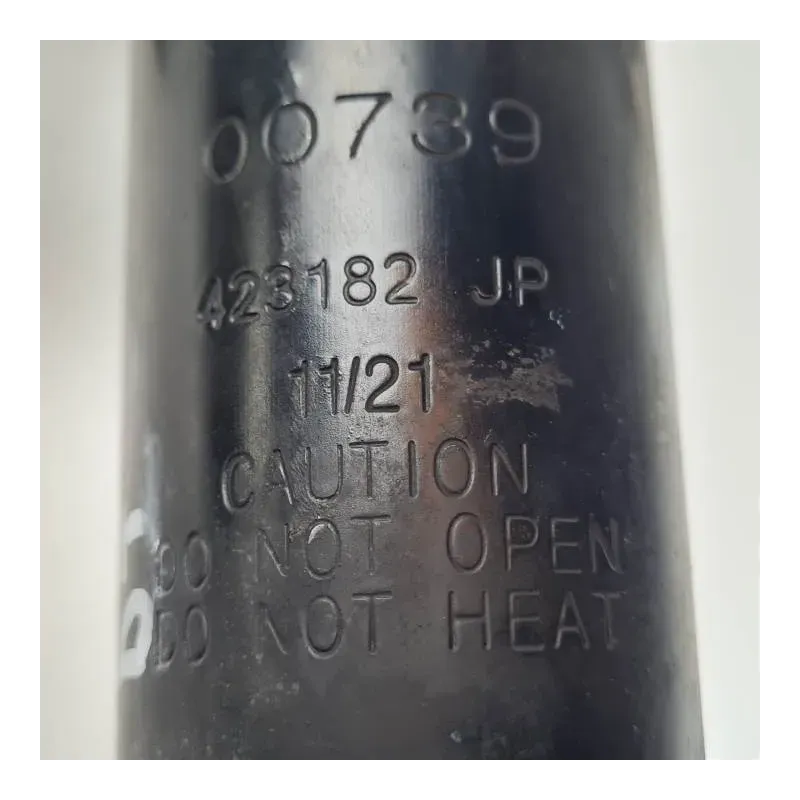 00739
423182 JP
11/21
CAUTION
DO NOT OPEN
DO NOT HEAT